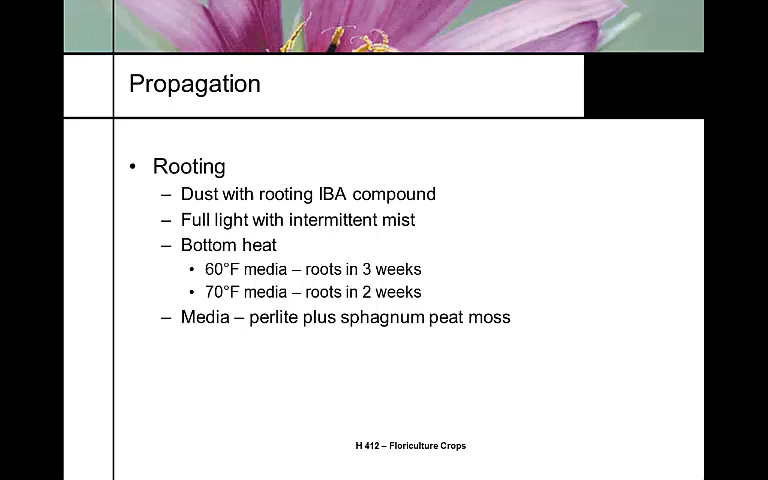 Propagation
• Rooting
– Dust with rooting IBA compound
– Full light with intermittent mist
– Bottom heat
• 60°F media – roots in 3 weeks
• 70°F media – roots in 2 weeks
– Media – perlite plus sphagnum peat moss
H 412 – Floriculture Crops